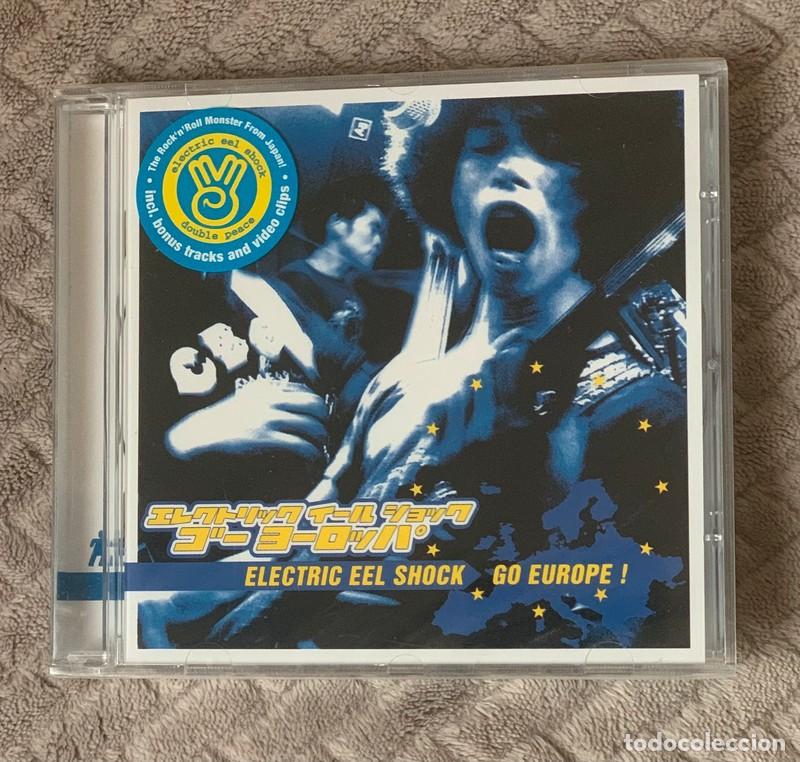 • The Rock'n'Roll Monster From Japan! •
electric eel shock
double peace
incl. bonus tracks and video clips
エレクトリック イール ショック
ゴー ヨーロッパ
ELECTRIC EEL SHOCK GO EUROPE !
todocoleccion